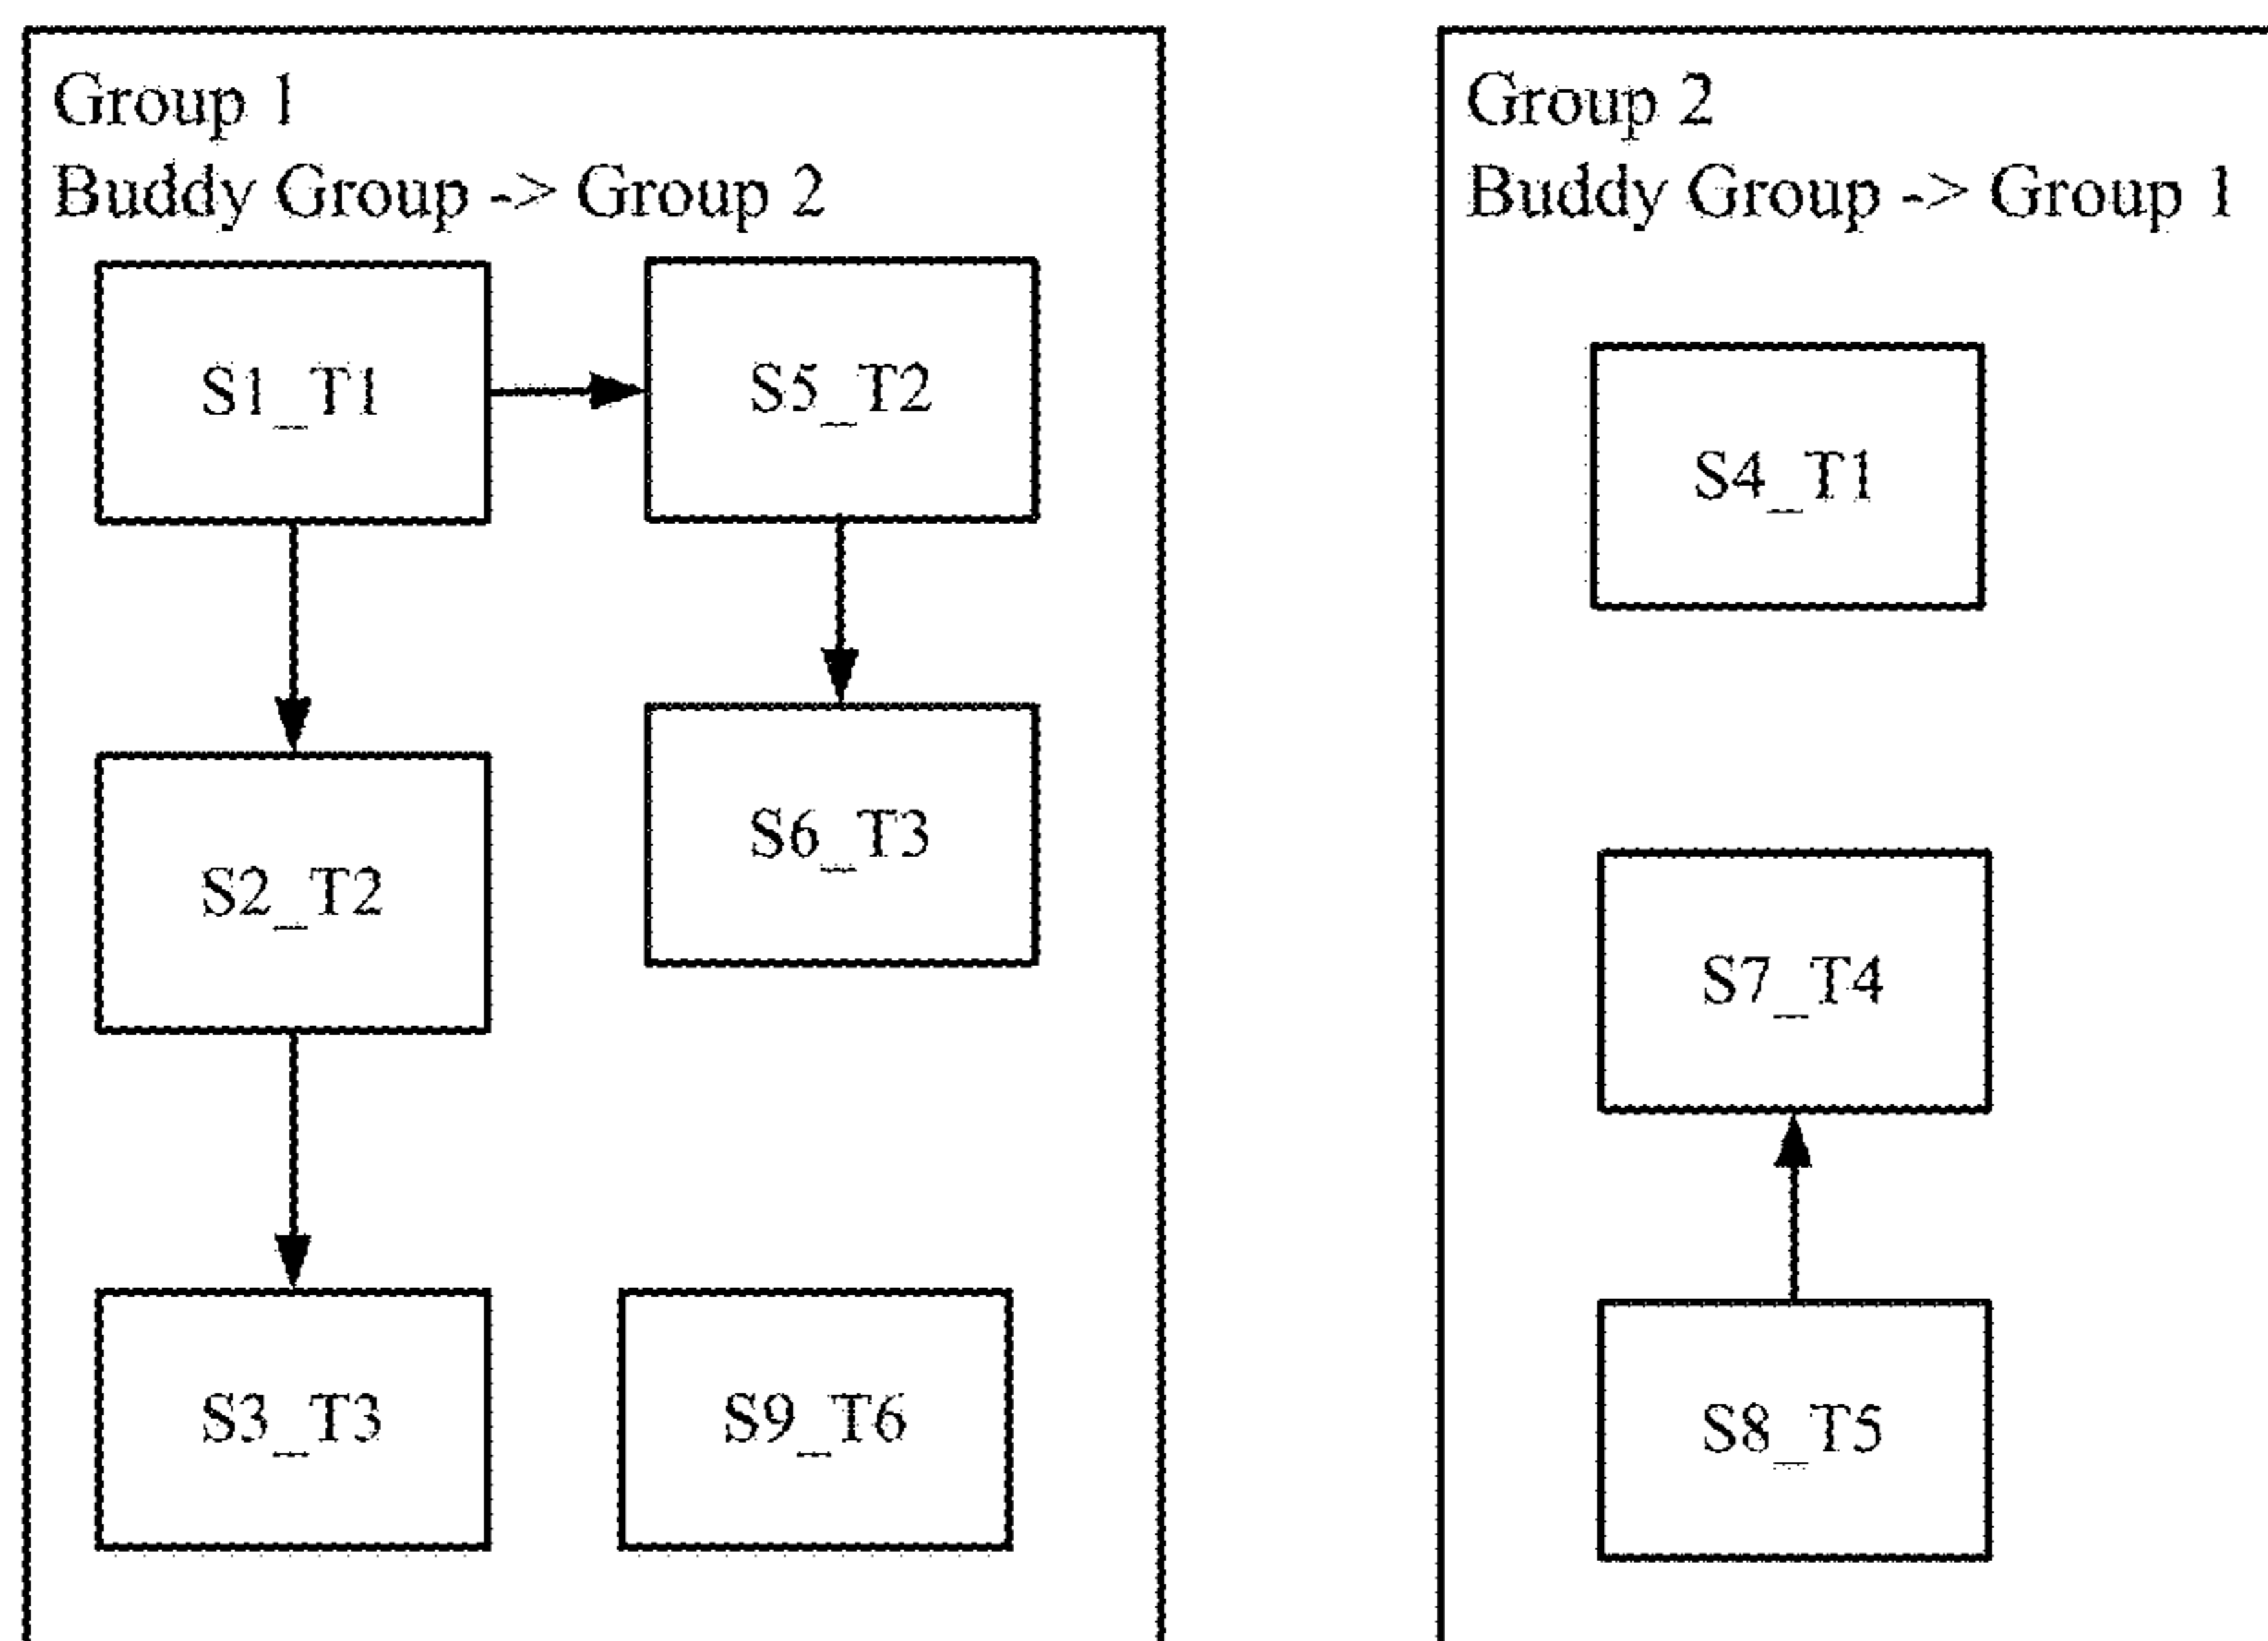 Group 1
Buddy Group -> Group 2
S1_T1
S5_T2
S2_T2
S6_T3
S3_T3
S9_T6
Group 2
Buddy Group -> Group 1
S4_T1
S7_T4
S8_T5